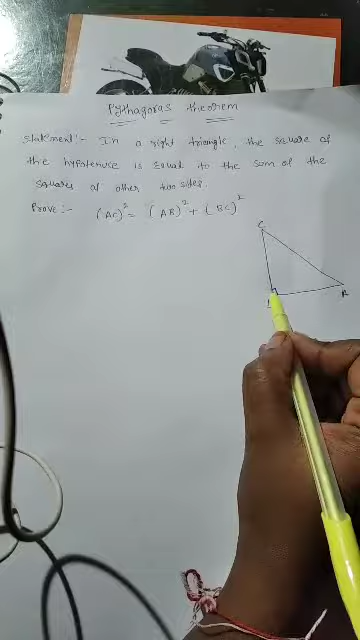 Pythagoras theorem
Statement:- In a right triangle, the square of
the hypotenuse is equal to the sum of the
squares of other two sides.
Prove:- (AC)² = (AB)² + (BC)²
C